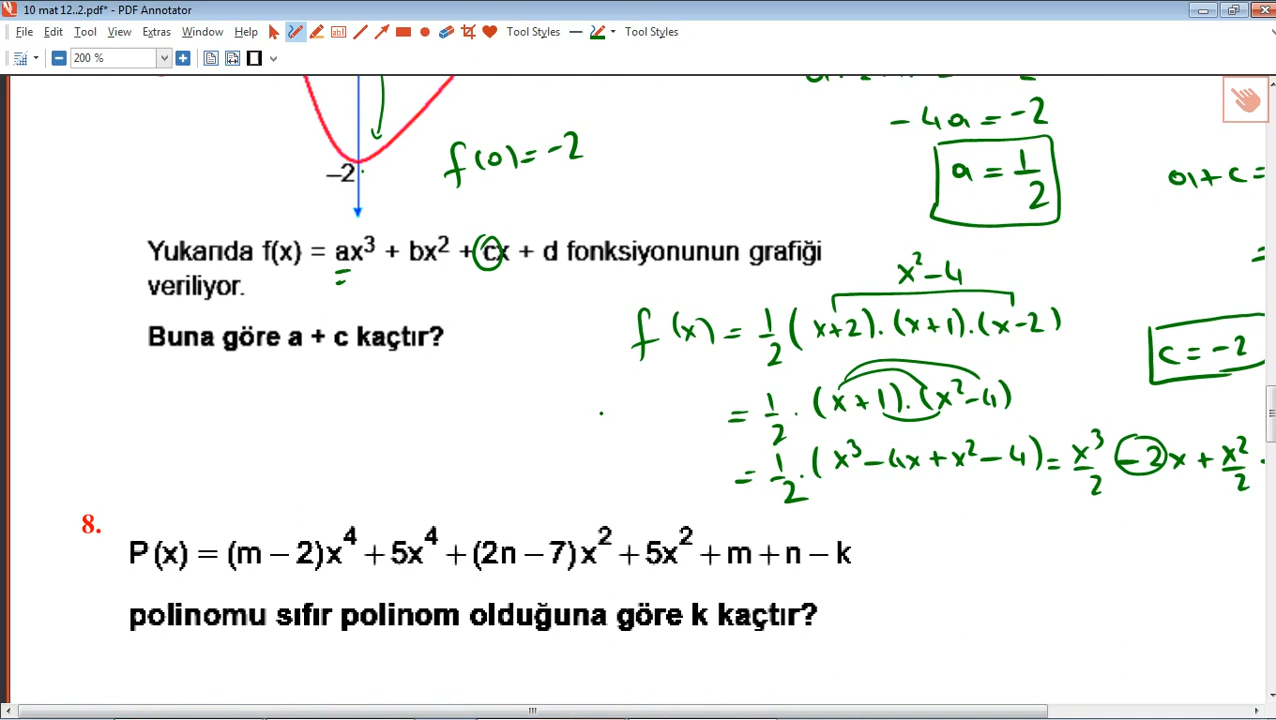 10 mat 12..2.pdf* - PDF Annotator
File Edit Tool View Extras Window Help Tool Styles Tool Styles
200 %
-4a = -2
f(0) = -2
a = 1/2
a + c =
-2
Yukarıda f(x) = ax³ + bx² + cx + d fonksiyonunun grafiği
veriliyor.
x² - 4
f(x) = 1/2 (x+2).(x+1).(x-2)
Buna göre a + c kaçtır?
c = -2
= 1/2 . (x+1).(x²-4)
= 1/2 . (x³ - 4x + x² - 4) = x³/2 - 2x + x²/2
8.
P(x) = (m − 2)x⁴ + 5x⁴ + (2n − 7)x² + 5x² + m + n − k
polinomu sıfır polinom olduğuna göre k kaçtır?